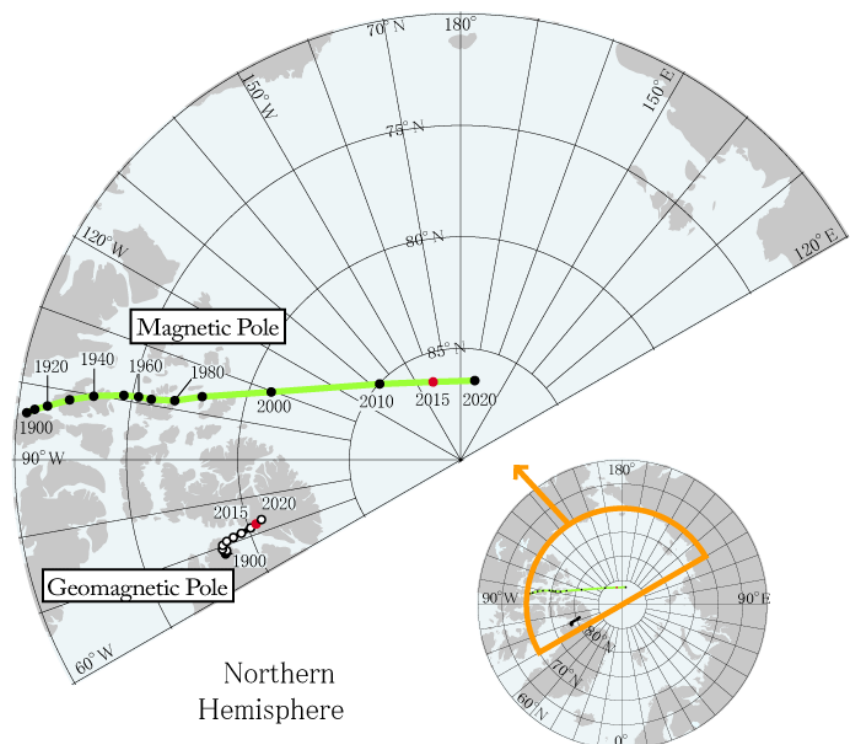 70° N
180°
150° W
150° E
75° N
120° W
120° E
80° N
Magnetic Pole
85° N
1920
1940
1960
1980
2000
2010
2015
2020
1900
90° W
2015
2020
1900
Geomagnetic Pole
60° W
Northern
Hemisphere
180°
90°W
90°E
80°N
70°N
60°N
0°